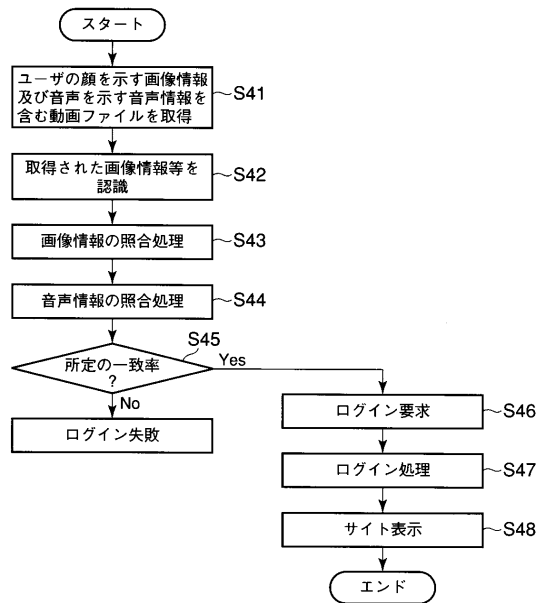 スタート
ユーザの顔を示す画像情報
及び音声を示す音声情報を
含む動画ファイルを取得
S41
取得された画像情報等を
認識
S42
画像情報の照合処理
S43
音声情報の照合処理
S44
所定の一致率
?
S45
Yes
No
ログイン失敗
ログイン要求
S46
ログイン処理
S47
サイト表示
S48
エンド